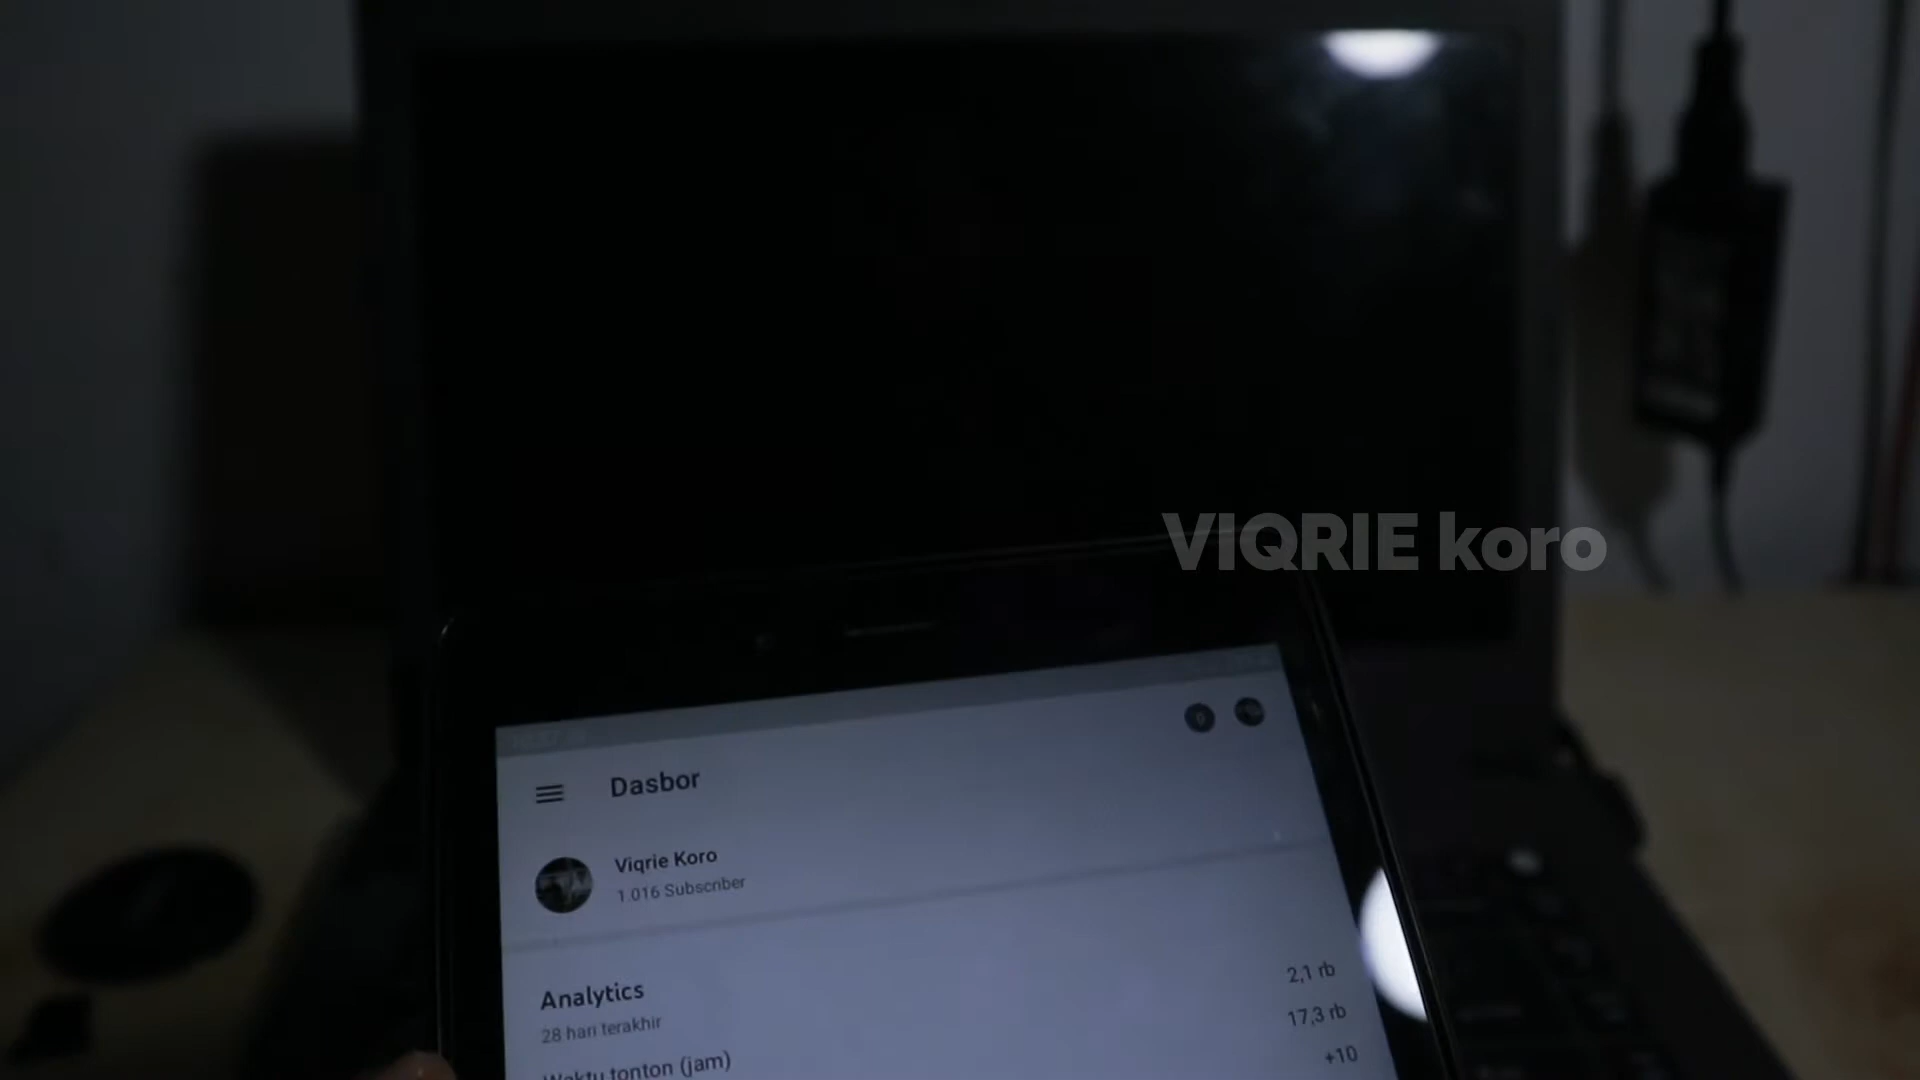 VIQRIE koro
Dasbor
Viqrie Koro
1.016 Subscriber
Analytics
28 hari terakhir
2,1 rb
Waktu tonton (jam)
17,3 rb
+10